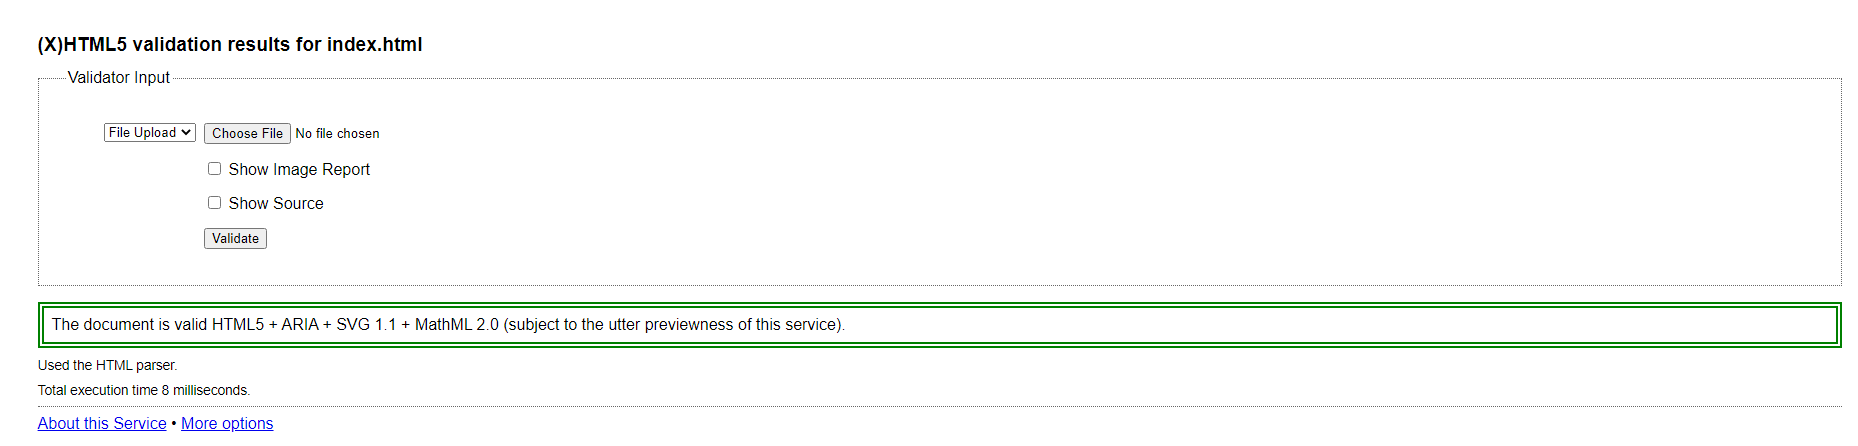 (X)HTML5 validation results for index.html
Validator Input
File Upload Choose File No file chosen
Show Image Report
Show Source
Validate
The document is valid HTML5 + ARIA + SVG 1.1 + MathML 2.0 (subject to the utter previewness of this service).
Used the HTML parser.
Total execution time 8 milliseconds.
About this Service • More options